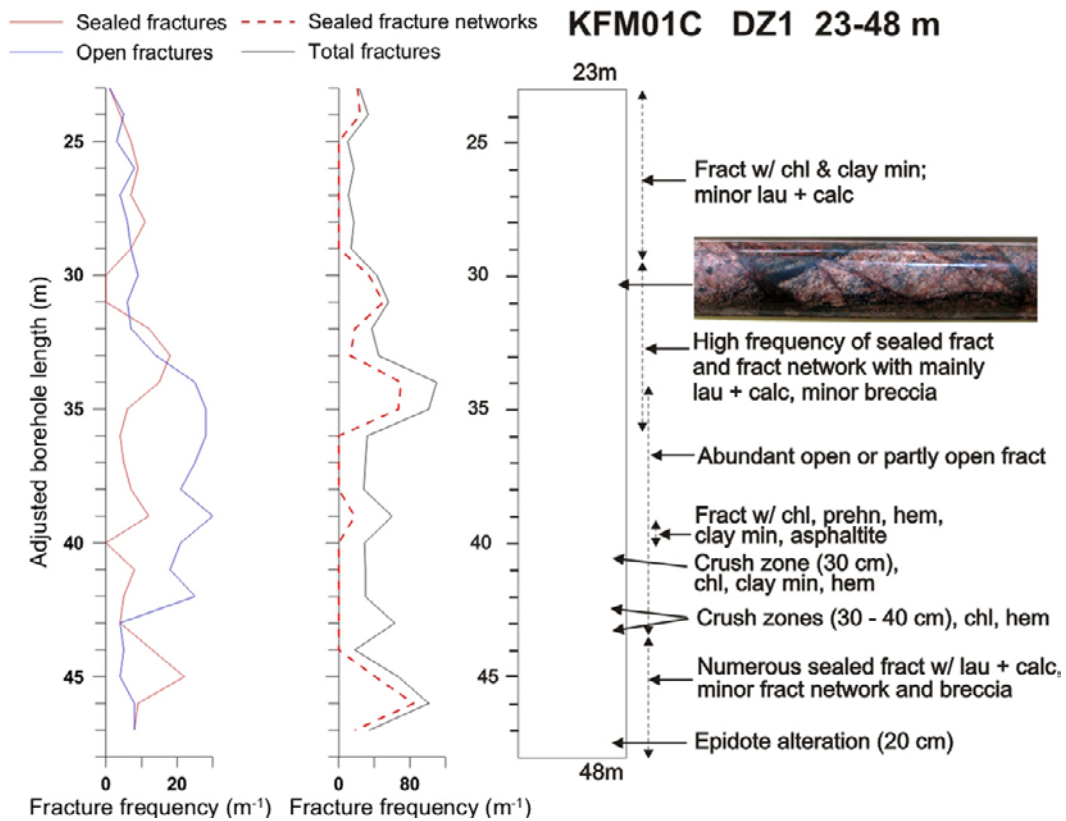 Sealed fractures
Open fractures
Sealed fracture networks
Total fractures
KFM01C DZ1 23-48 m
Adjusted borehole length (m)
25
30
35
40
45
0 20
Fracture frequency (m⁻¹)
0 80
Fracture frequency (m⁻¹)
23m
25
30
35
40
45
48m
Fract w/ chl & clay min;
minor lau + calc
High frequency of sealed fract
and fract network with mainly
lau + calc, minor breccia
Abundant open or partly open fract
Fract w/ chl, prehn, hem,
clay min, asphaltite
Crush zone (30 cm),
chl, clay min, hem
Crush zones (30 - 40 cm), chl, hem
Numerous sealed fract w/ lau + calc,
minor fract network and breccia
Epidote alteration (20 cm)